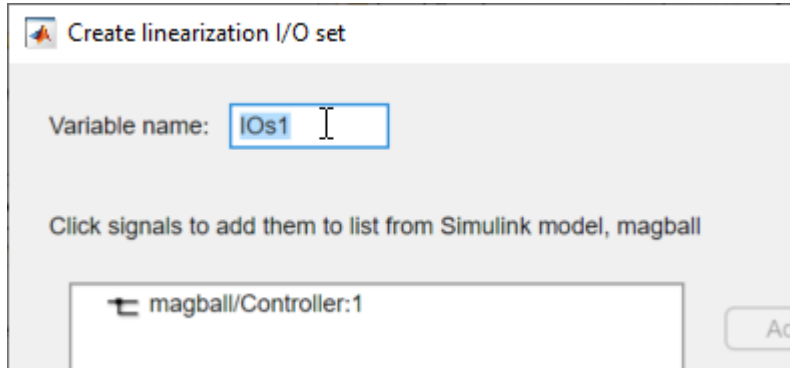 Create linearization I/O set
Variable name: IOs1
Click signals to add them to list from Simulink model, magball
magball/Controller:1